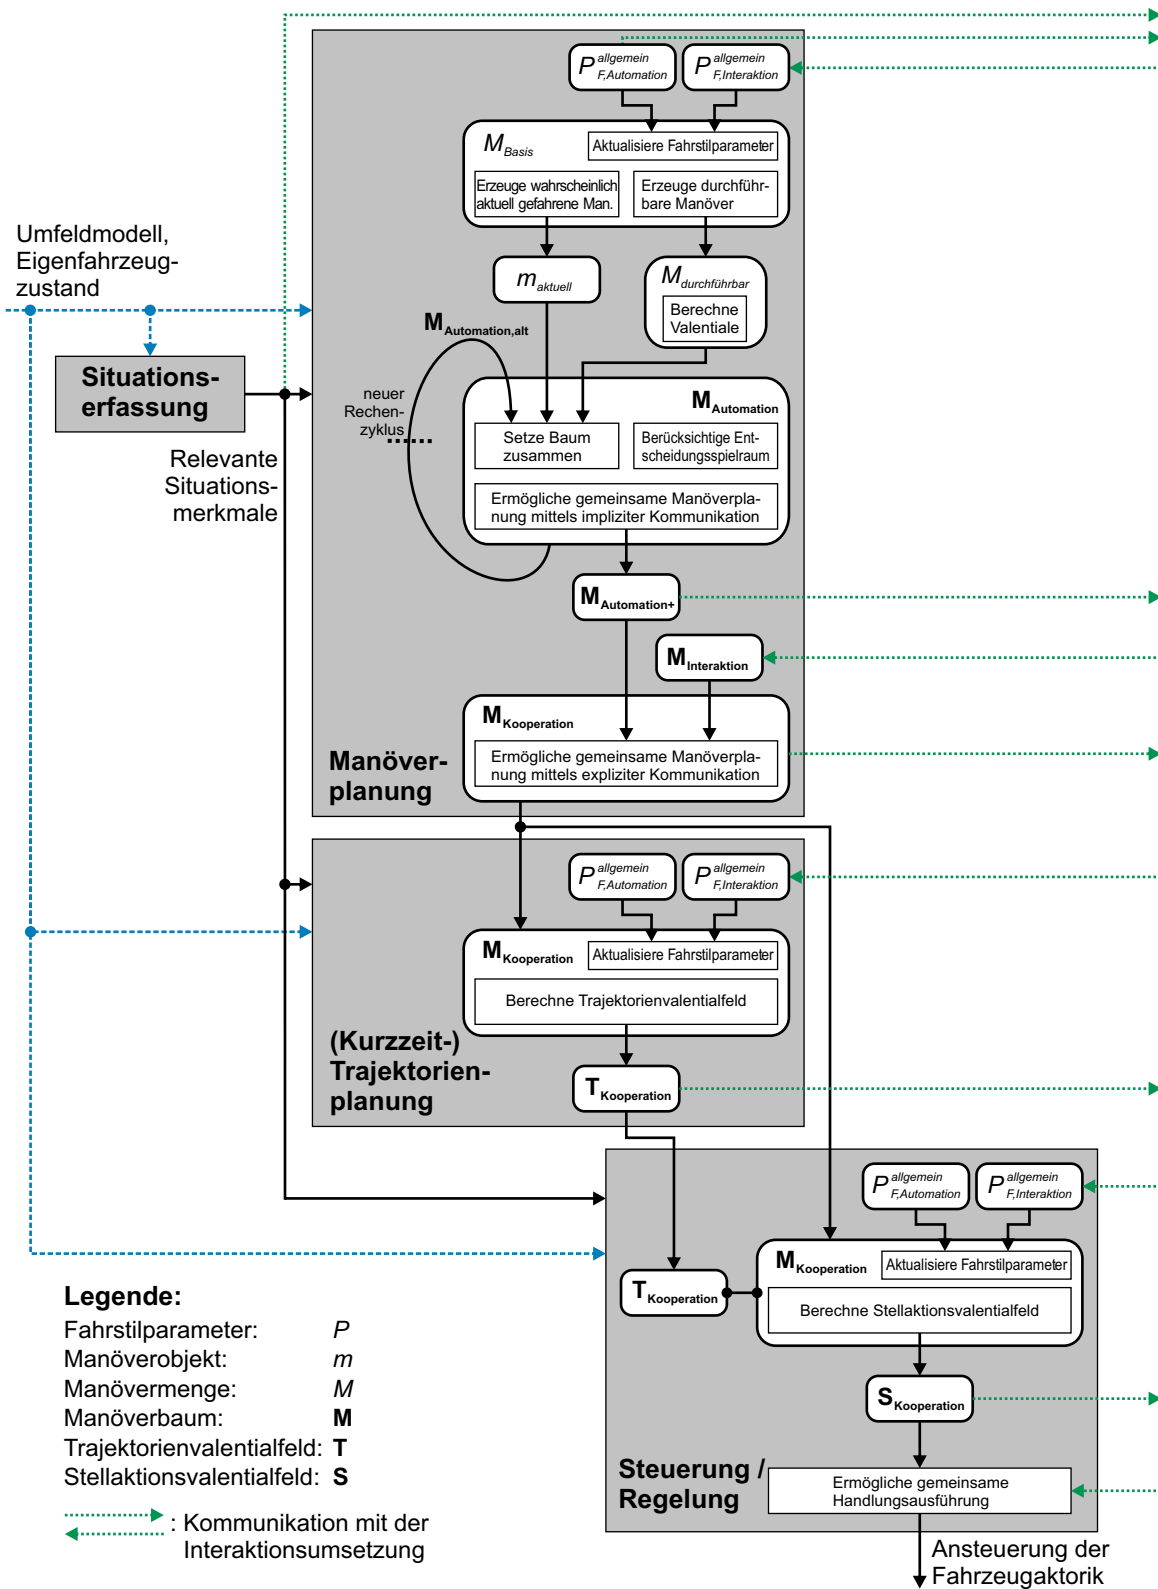 P allgemein F,Automation
P allgemein F,Interaktion
M Basis
Aktualisiere Fahrstilparameter
Erzeuge wahrscheinlich
aktuell gefahrene Man.
Erzeuge durchführ-
bare Manöver
Umfeldmodell,
Eigenfahrzeug-
zustand
m aktuell
M durchführbar
Berechne
Valentiale
M Automation,alt
Situations-
erfassung
neuer
Rechen-
zyklus
M Automation
Setze Baum
zusammen
Berücksichtige Ent-
scheidungsspielraum
Relevante
Situations-
merkmale
Ermögliche gemeinsame Manöverpla-
nung mittels impliziter Kommunikation
M Automation+
M Interaktion
M Kooperation
Ermögliche gemeinsame Manöverpla-
nung mittels expliziter Kommunikation
Manöver-
planung
P allgemein F,Automation
P allgemein F,Interaktion
M Kooperation
Aktualisiere Fahrstilparameter
Berechne Trajektorienvalentialfeld
(Kurzzeit-)
Trajektorien-
planung
T Kooperation
P allgemein F,Automation
P allgemein F,Interaktion
M Kooperation
Aktualisiere Fahrstilparameter
T Kooperation
Berechne Stellaktionsvalentialfeld
S Kooperation
Steuerung /
Regelung
Ermögliche gemeinsame
Handlungsausführung
Ansteuerung der
Fahrzeugaktorik
Legende:
Fahrstilparameter: P
Manöverobjekt: m
Manövermenge: M
Manöverbaum: M
Trajektorienvalentialfeld: T
Stellaktionsvalentialfeld: S
: Kommunikation mit der
Interaktionsumsetzung